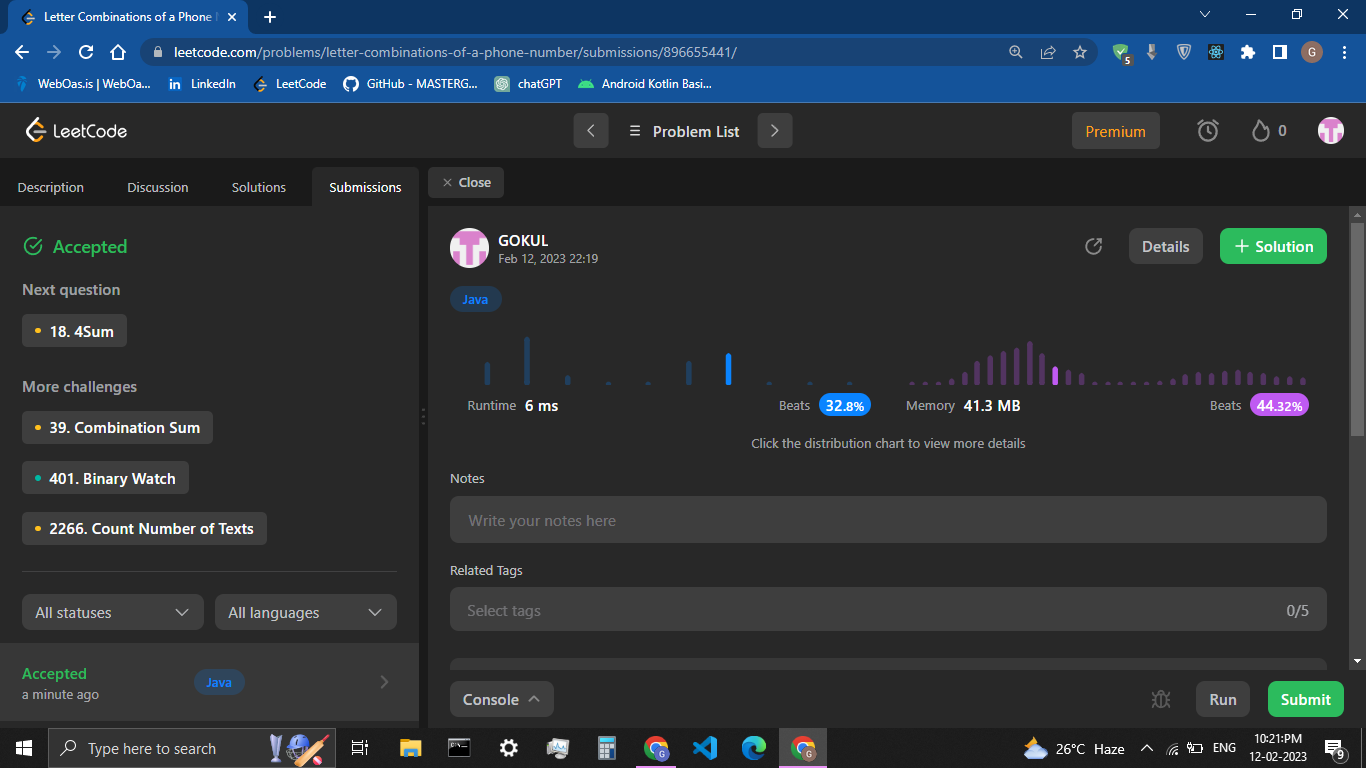 Letter Combinations of a Phone
leetcode.com/problems/letter-combinations-of-a-phone-number/submissions/896655441/
5
G
WebOas.is | WebOa...
in LinkedIn
LeetCode
GitHub - MASTERG...
chatGPT
Android Kotlin Basi...
LeetCode
Problem List
Premium
0
Description
Discussion
Solutions
Submissions
Close
Accepted
Next question
18. 4Sum
More challenges
39. Combination Sum
401. Binary Watch
2266. Count Number of Texts
All statuses
All languages
Accepted
a minute ago
Java
GOKUL
Feb 12, 2023 22:19
Details
+ Solution
Java
Runtime 6 ms
Beats 32.8%
Memory 41.3 MB
Beats 44.32%
Click the distribution chart to view more details
Notes
Write your notes here
Related Tags
Select tags
0/5
Console
Run
Submit
Type here to search
G
G
26°C Haze
ENG
10:21:PM
12-02-2023
9